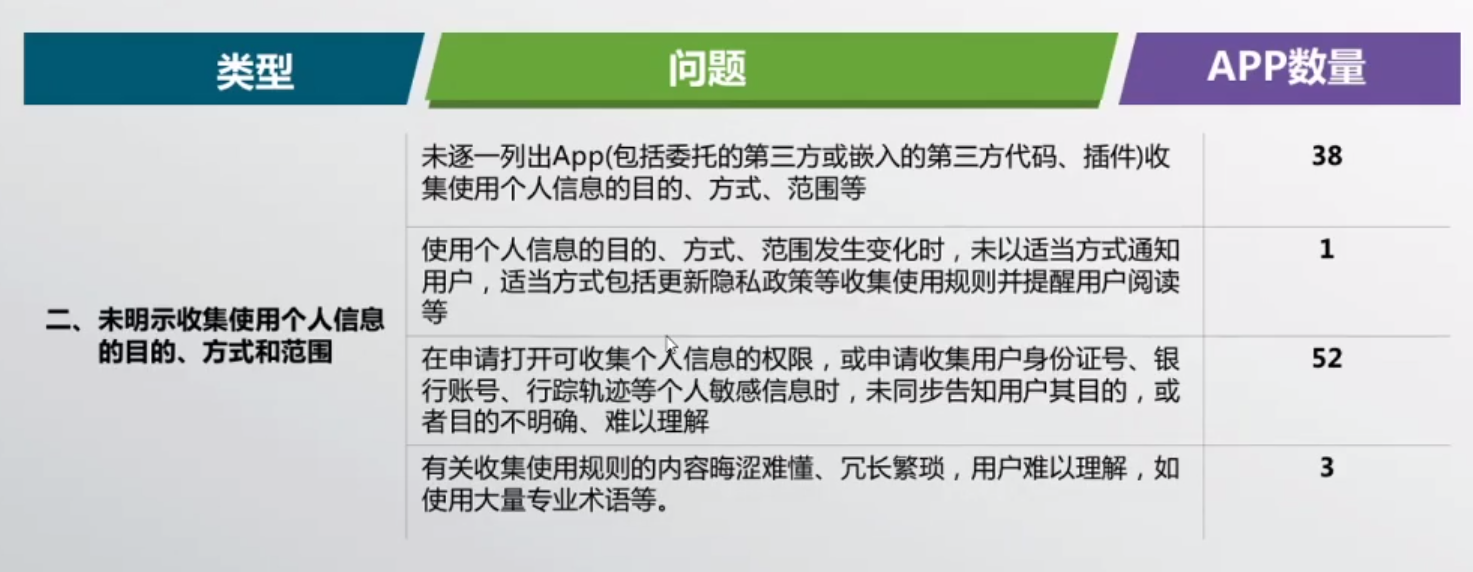 类型
问题
APP数量
未逐一列出App(包括委托的第三方或嵌入的第三方代码、插件)收
集使用个人信息的目的、方式、范围等
38
使用个人信息的目的、方式、范围发生变化时，未以适当方式通知
用户，适当方式包括更新隐私政策等收集使用规则并提醒用户阅读
等
1
二、未明示收集使用个人信息
的目的、方式和范围
在申请打开可收集个人信息的权限，或申请收集用户身份证号、银
行账号、行踪轨迹等个人敏感信息时，未同步告知用户其目的，或
者目的不明确、难以理解
52
有关收集使用规则的内容晦涩难懂、冗长繁琐，用户难以理解，如
使用大量专业术语等。
3